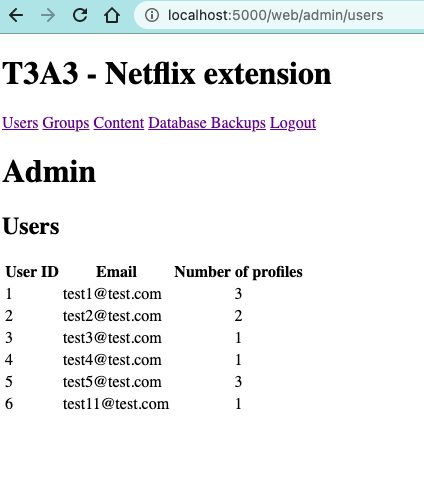 localhost:5000/web/admin/users
T3A3 - Netflix extension
Users Groups Content Database Backups Logout
Admin
Users
User ID Email Number of profiles
1 test1@test.com 3
2 test2@test.com 2
3 test3@test.com 1
4 test4@test.com 1
5 test5@test.com 3
6 test11@test.com 1